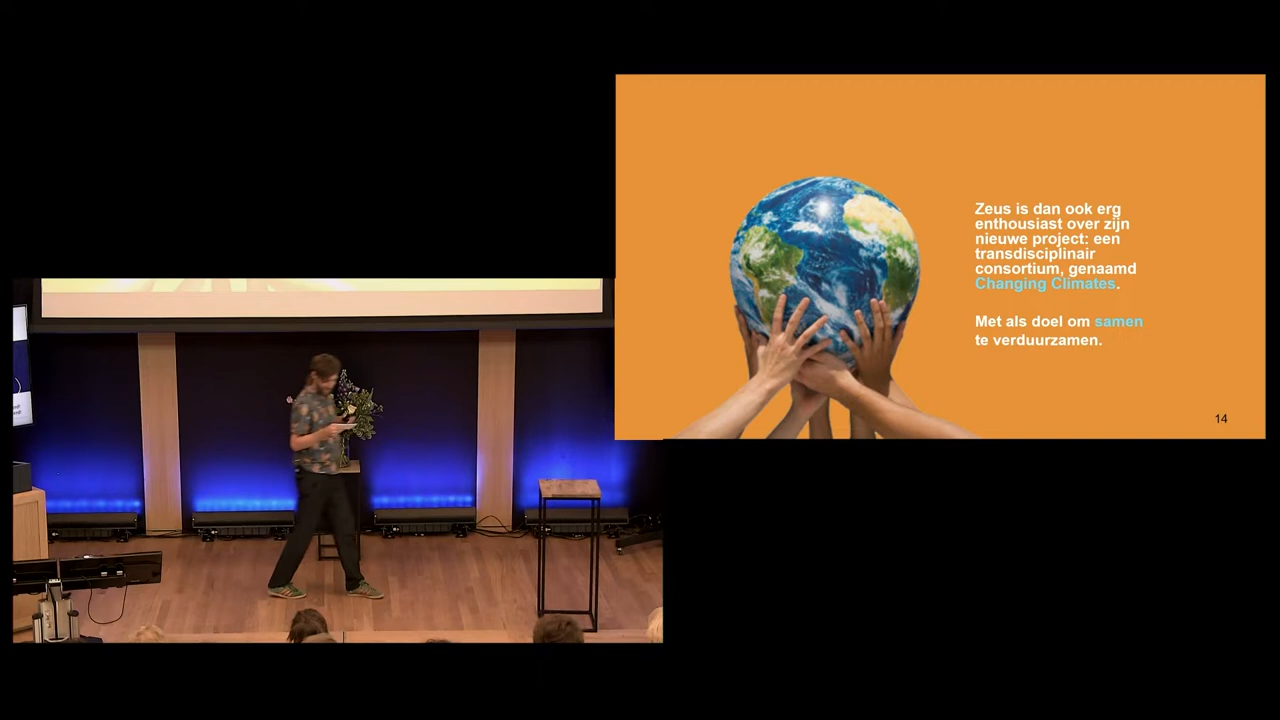 Zeus is dan ook erg
enthousiast over zijn
nieuwe project: een
transdisciplinair
consortium, genaamd
Changing Climates.
Met als doel om samen
te verduurzamen.
14